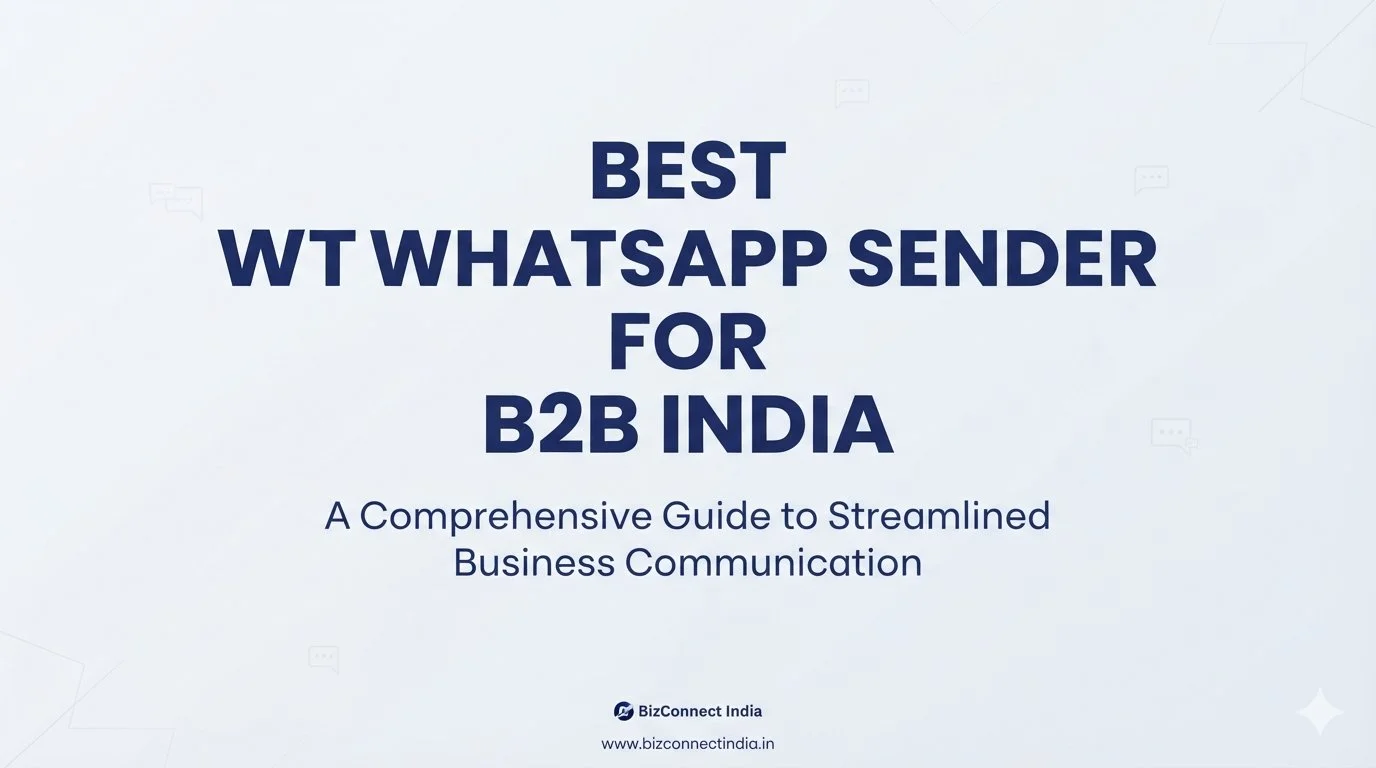 BEST
WT WHATSAPP SENDER
FOR
B2B INDIA
A Comprehensive Guide to Streamlined
Business Communication
BizConnect India
www.bizconnectindia.in